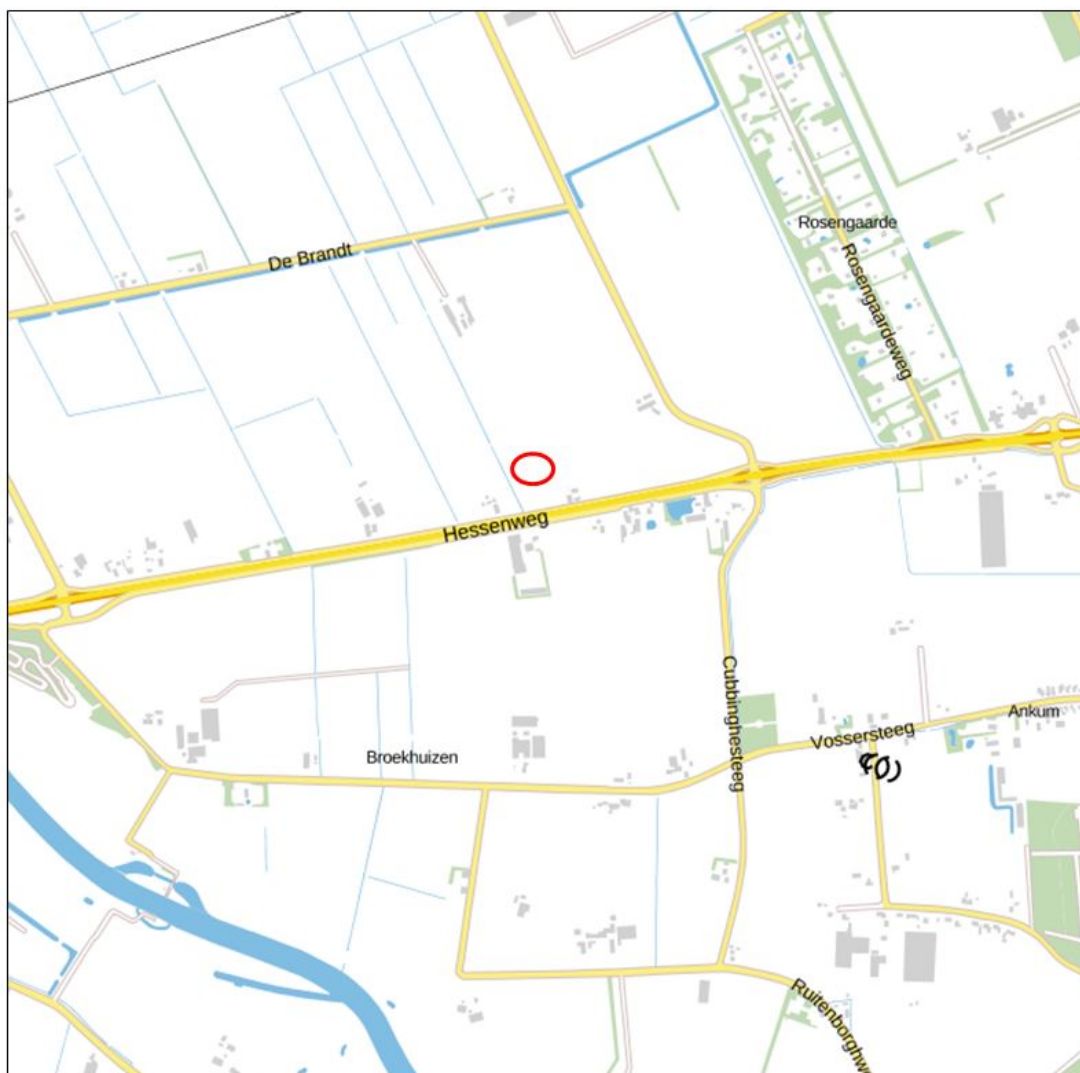 De Brandt
Rosengaarde
Rosengaardeweg
Hessenweg
Cubbinghesteeg
Ankum
Vossersteeg
Broekhuizen